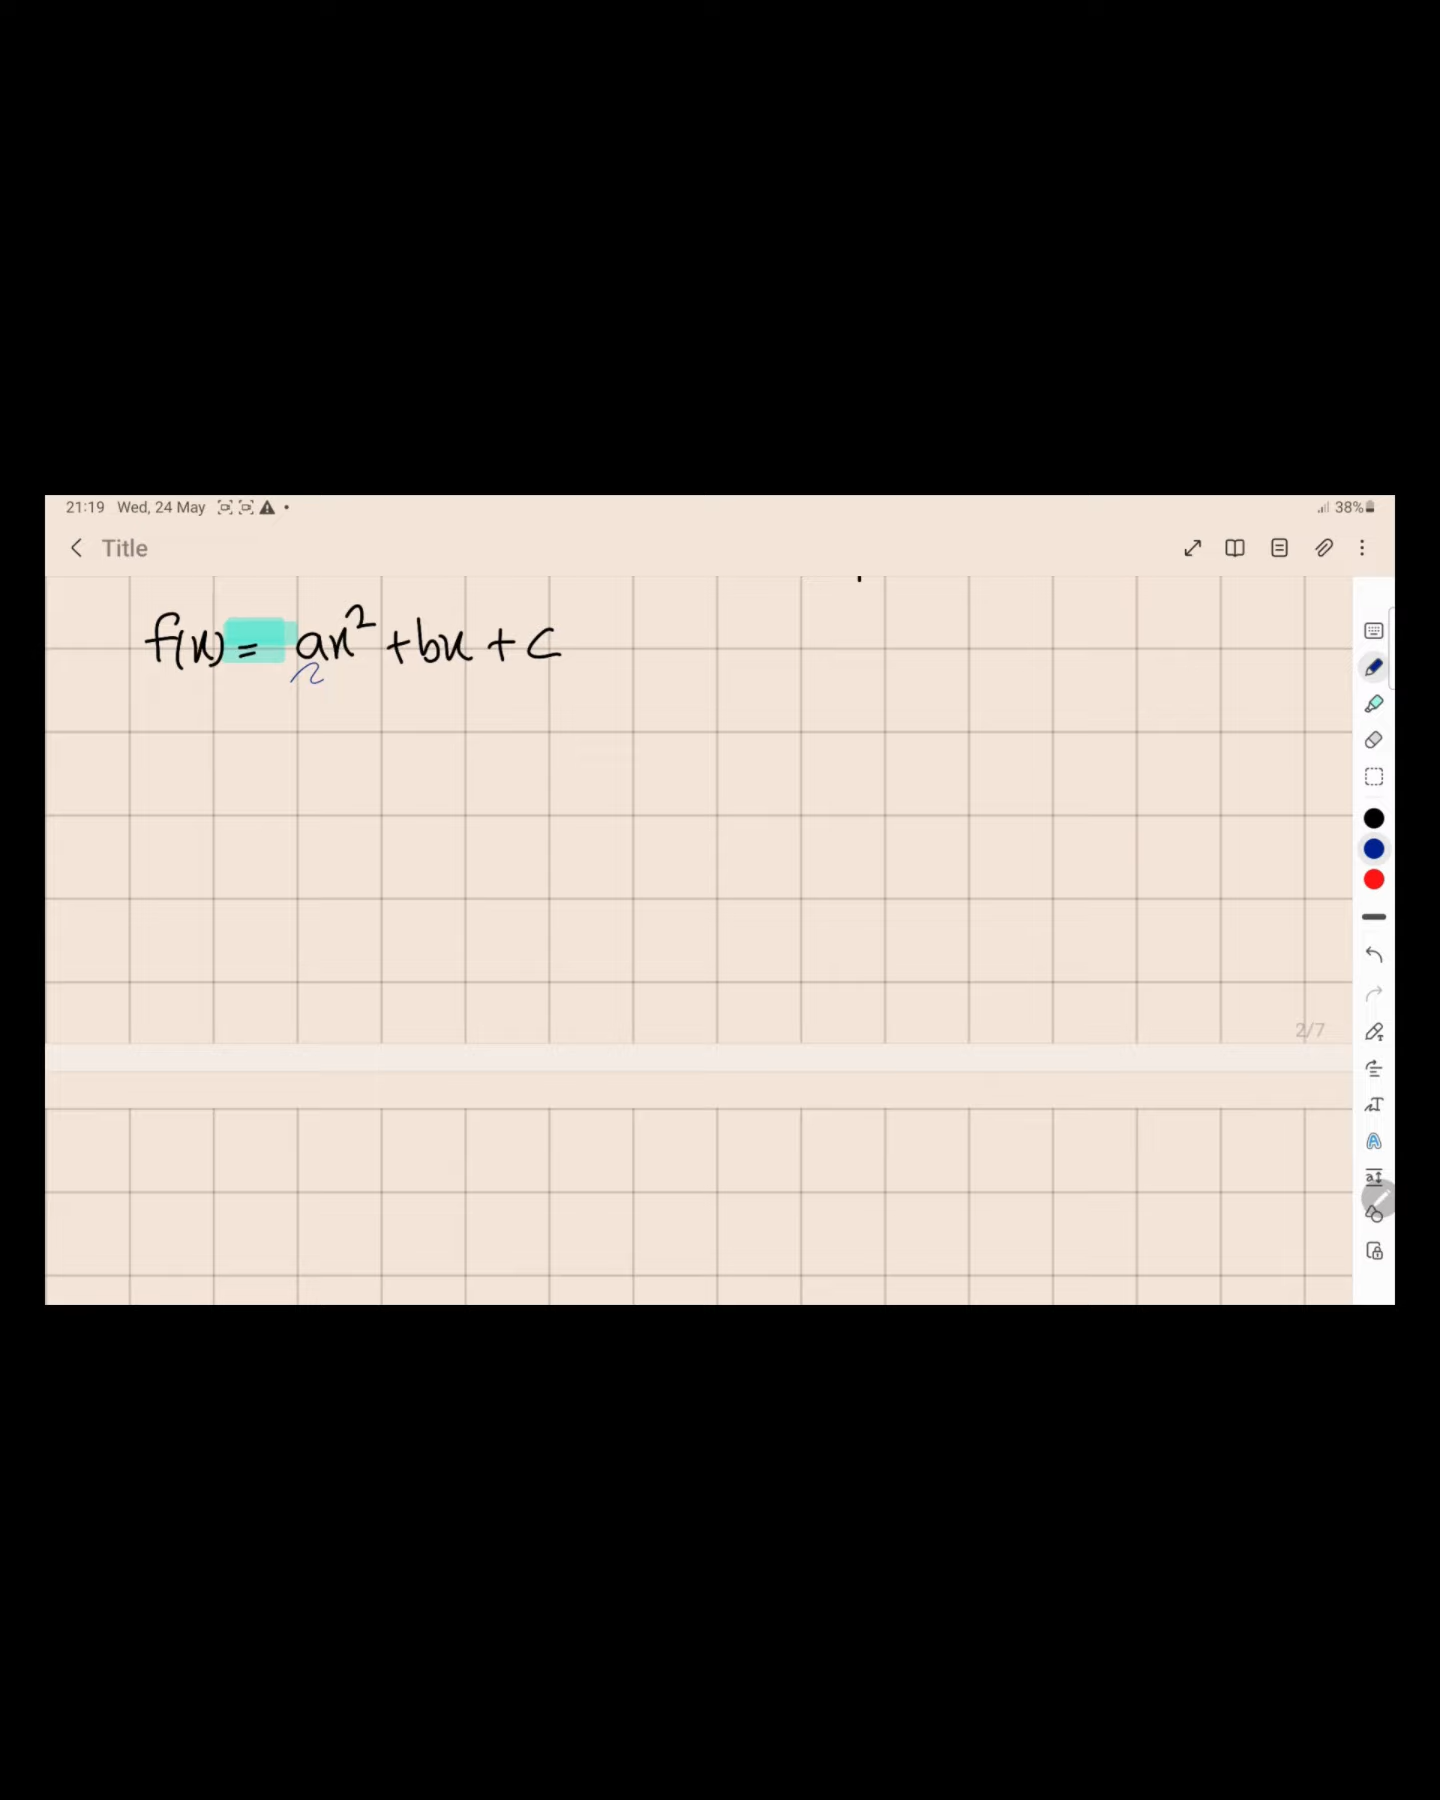 21:19 Wed, 24 May
38%
Title
f(x) = ax² + bx + c
2/7